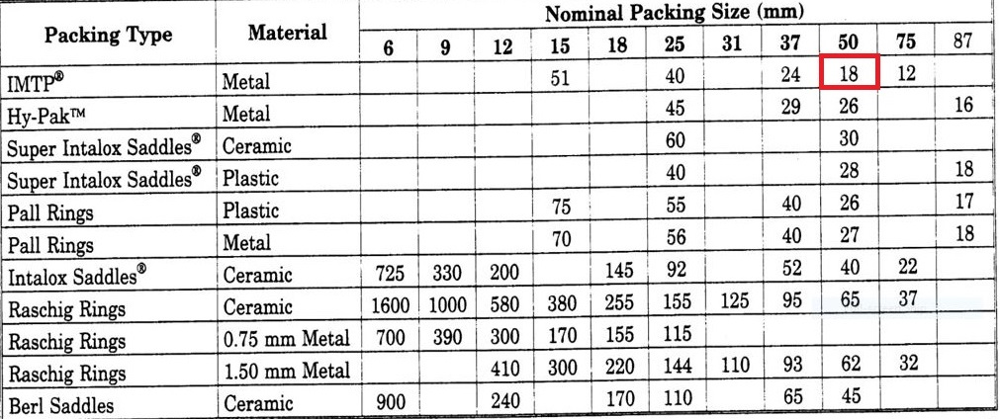 Nominal Packing Size (mm)
Packing Type Material 6 9 12 15 18 25 31 37 50 75 87
IMTP® Metal 51 40 24 18 12
Hy-Pak™ Metal 45 29 26 16
Super Intalox Saddles® Ceramic 60 30
Super Intalox Saddles® Plastic 40 28 18
Pall Rings Plastic 75 55 40 26 17
Pall Rings Metal 70 56 40 27 18
Intalox Saddles® Ceramic 725 330 200 145 92 52 40 22
Raschig Rings Ceramic 1600 1000 580 380 255 155 125 95 65 37
Raschig Rings 0.75 mm Metal 700 390 300 170 155 115
Raschig Rings 1.50 mm Metal 410 300 220 144 110 93 62 32
Berl Saddles Ceramic 900 240 170 110 65 45